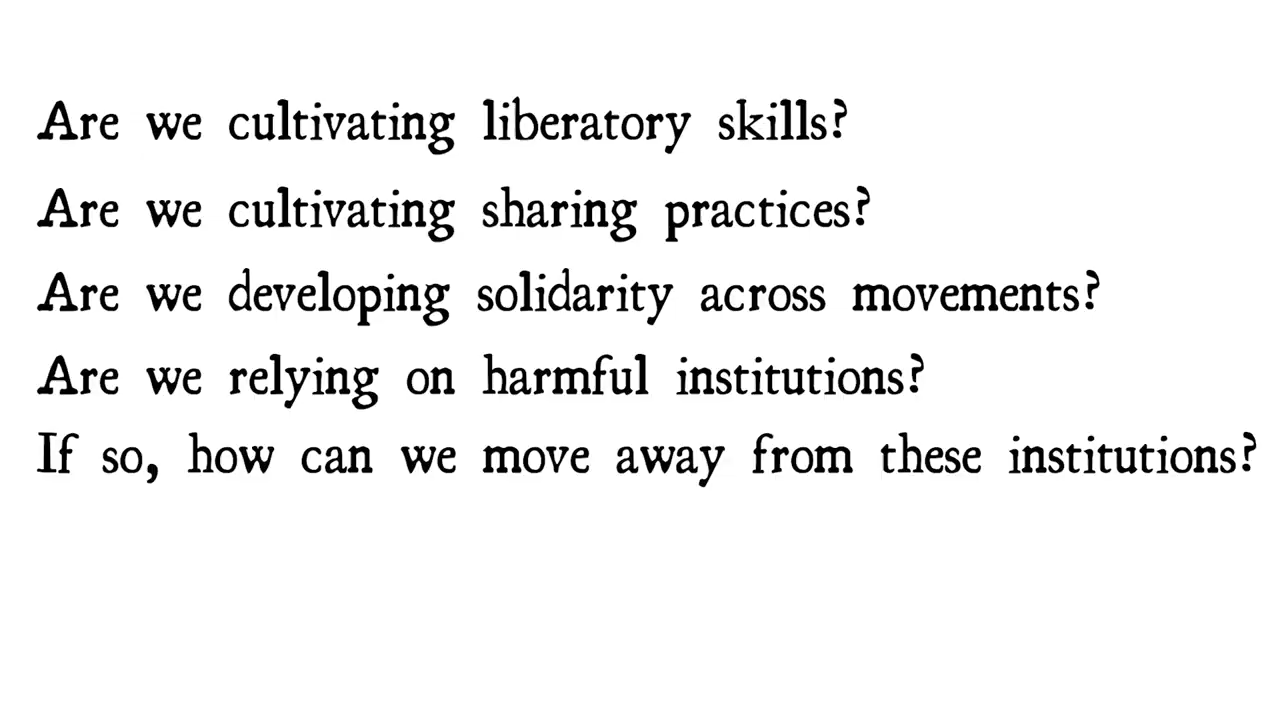 Are we cultivating liberatory skills?
Are we cultivating sharing practices?
Are we developing solidarity across movements?
Are we relying on harmful institutions?
If so, how can we move away from these institutions?